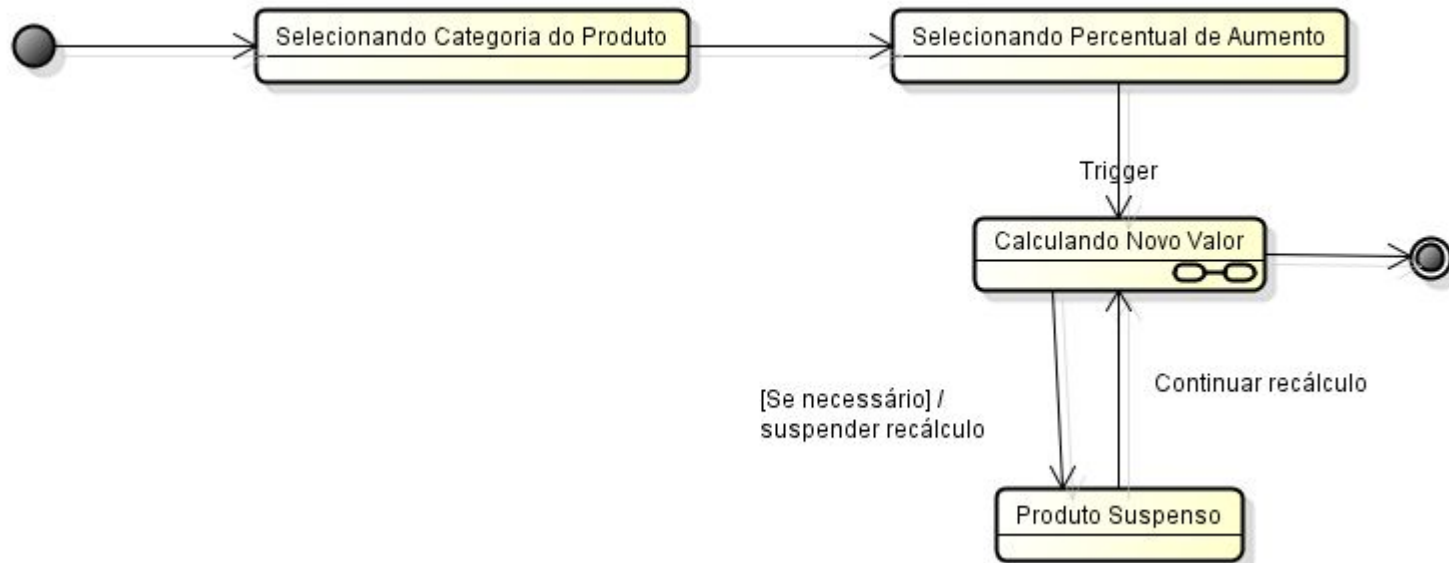 Selecionando Categoria do Produto
Selecionando Percentual de Aumento
Trigger
Calculando Novo Valor
[Se necessário] /
suspender recálculo
Continuar recálculo
Produto Suspenso